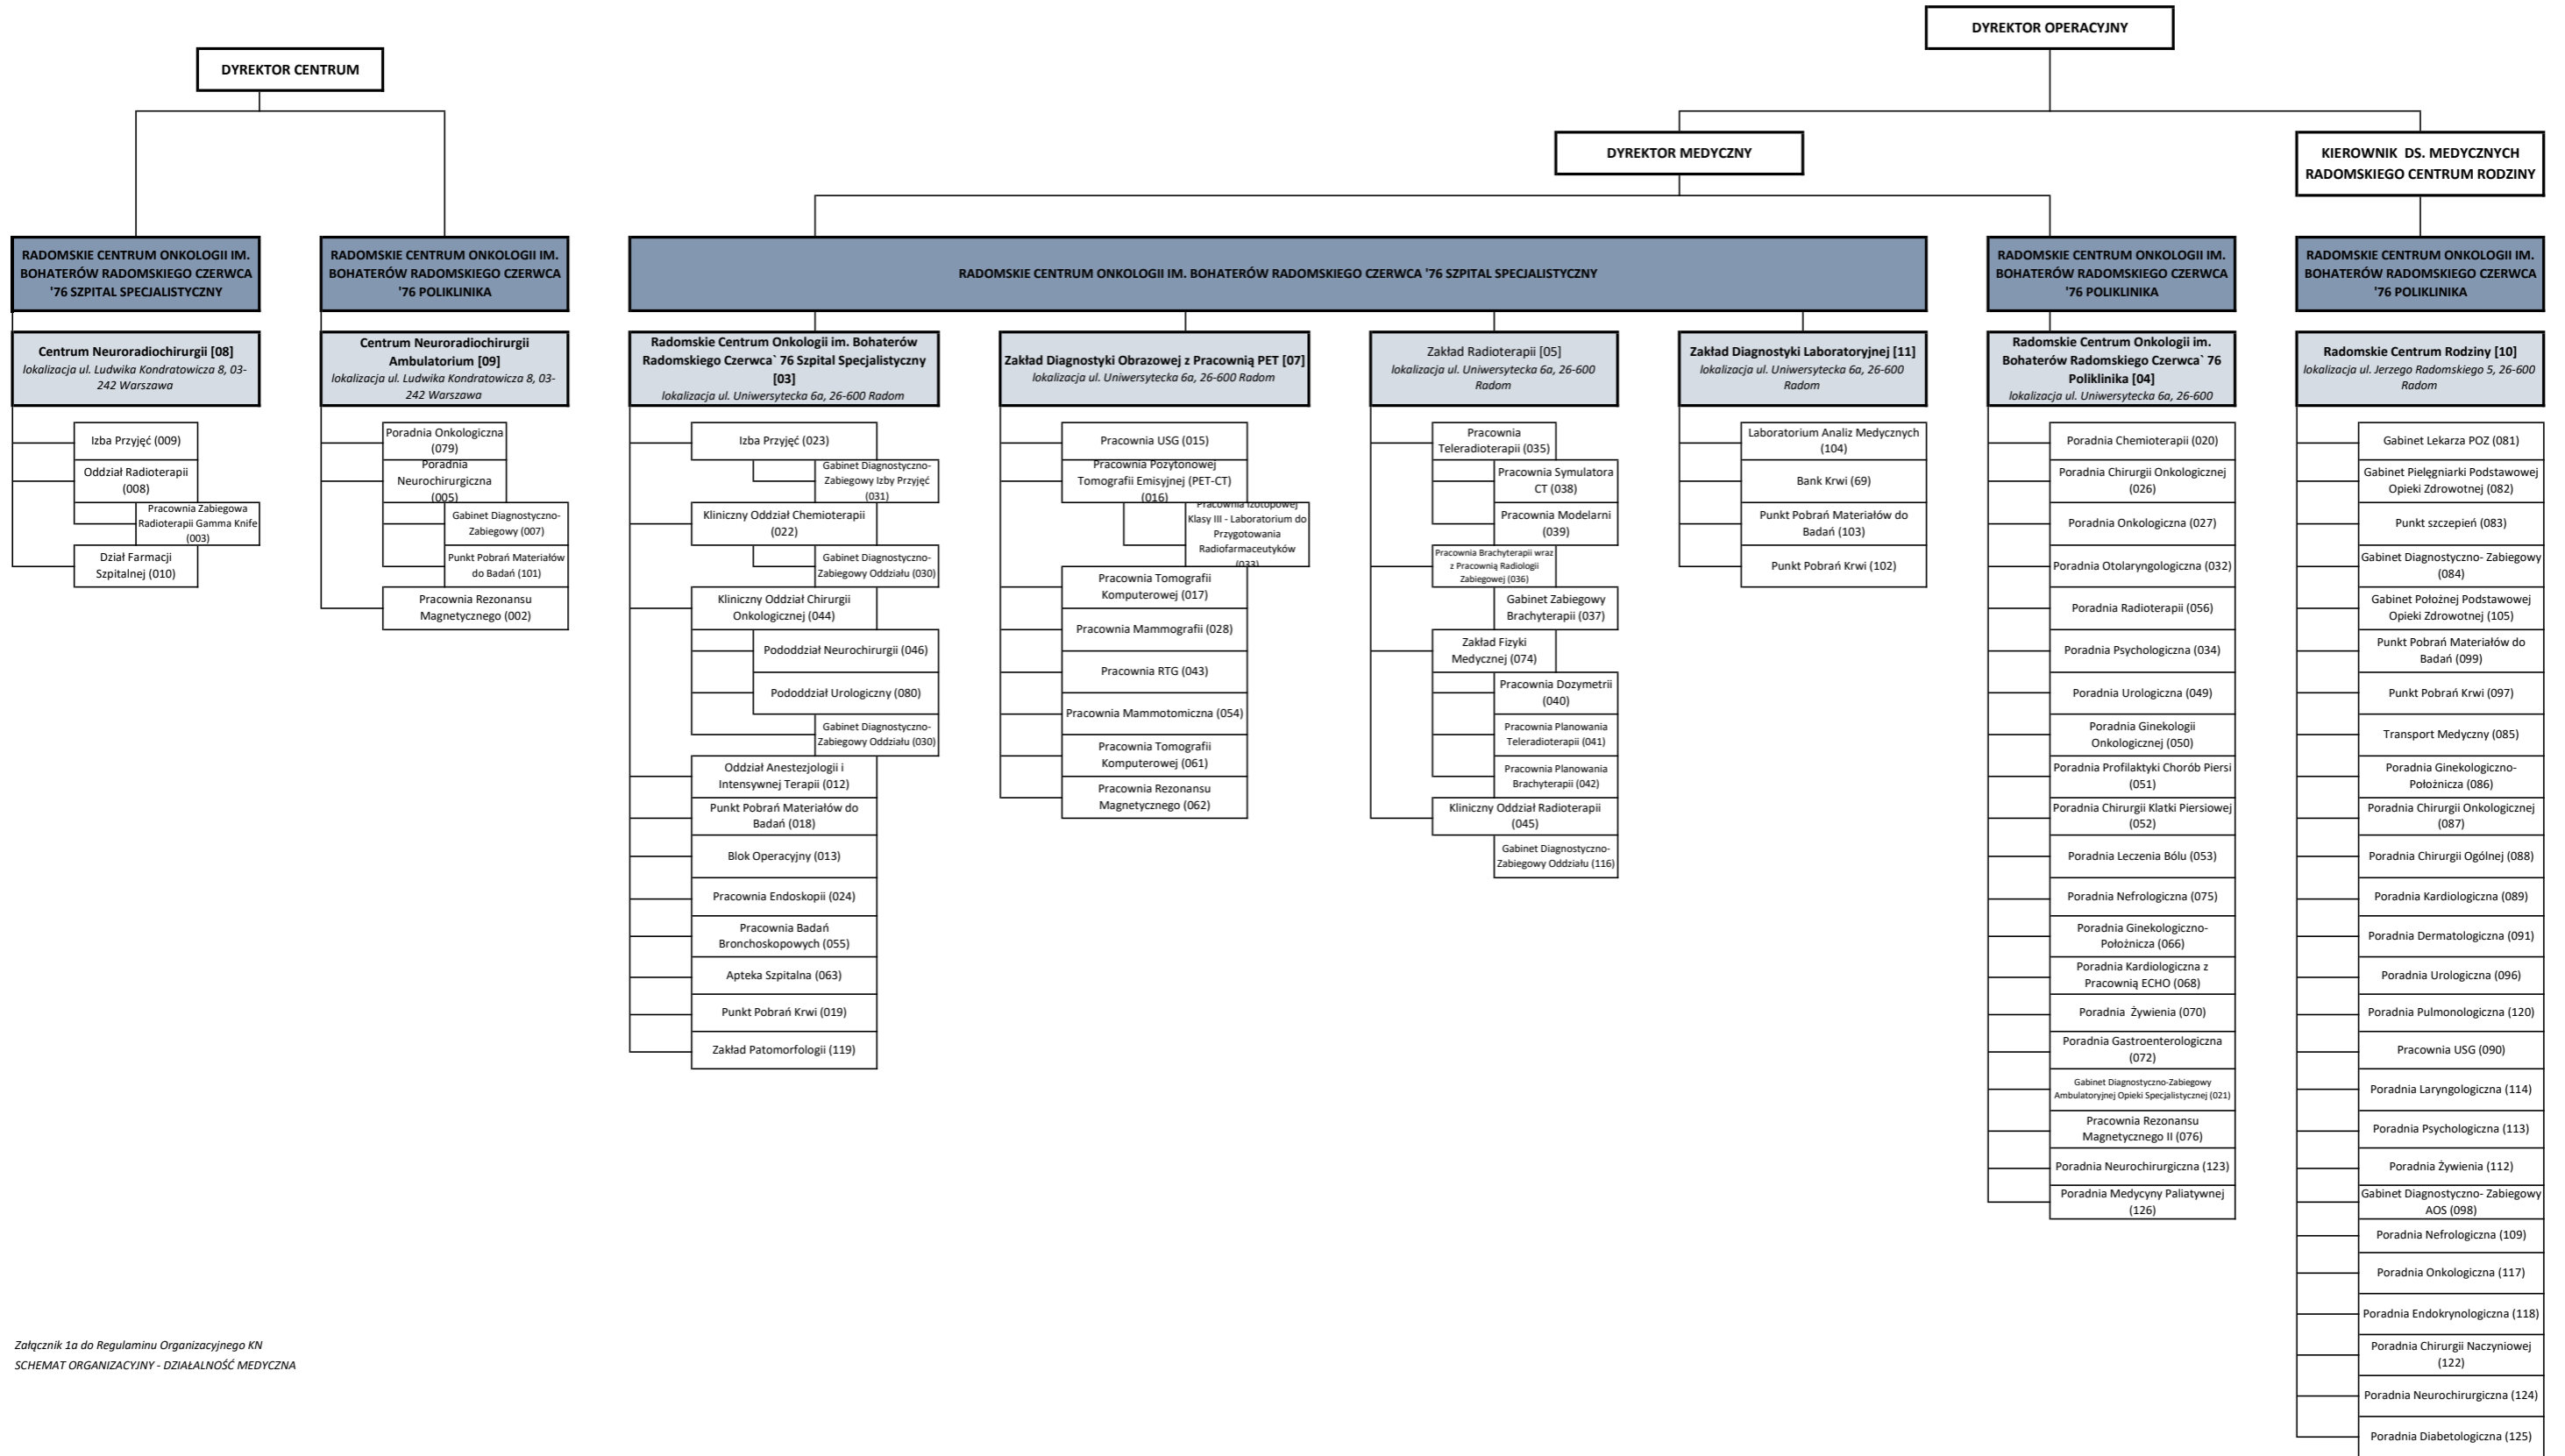 DYREKTOR OPERACYJNY
DYREKTOR CENTRUM
DYREKTOR MEDYCZNY
KIEROWNIK  DS. MEDYCZNYCH
RADOMSKIEGO CENTRUM RODZINY
RADOMSKIE CENTRUM ONKOLOGII IM.
BOHATERÓW RADOMSKIEGO CZERWCA
'76 SZPITAL SPECJALISTYCZNY
RADOMSKIE CENTRUM ONKOLOGII IM.
BOHATERÓW RADOMSKIEGO CZERWCA
'76 POLIKLINIKA
RADOMSKIE CENTRUM ONKOLOGII IM. BOHATERÓW RADOMSKIEGO CZERWCA '76 SZPITAL SPECJALISTYCZNY
RADOMSKIE CENTRUM ONKOLOGII IM.
BOHATERÓW RADOMSKIEGO CZERWCA
'76 POLIKLINIKA
RADOMSKIE CENTRUM ONKOLOGII IM.
BOHATERÓW RADOMSKIEGO CZERWCA
'76 POLIKLINIKA
Centrum Neuroradiochirurgii [08]
lokalizacja ul. Ludwika Kondratowicza 8, 03-
242 Warszawa
Izba Przyjęć (009)
Oddział Radioterapii
(008)
Pracownia Zabiegowa
Radioterapii Gamma Knife
(003)
Dział Farmacji
Szpitalnej (010)
Centrum Neuroradiochirurgii
Ambulatorium [09]
lokalizacja ul. Ludwika Kondratowicza 8, 03-
242 Warszawa
Poradnia Onkologiczna
(079)
Poradnia
Neurochirurgiczna
(005)
Gabinet Diagnostyczno-
Zabiegowy (007)
Punkt Pobrań Materiałów
do Badań (101)
Pracownia Rezonansu
Magnetycznego (002)
Radomskie Centrum Onkologii im. Bohaterów
Radomskiego Czerwca` 76 Szpital Specjalistyczny
[03]
lokalizacja ul. Uniwersytecka 6a, 26-600 Radom
Izba Przyjęć (023)
Gabinet Diagnostyczno-
Zabiegowy Izby Przyjęć
(031)
Kliniczny Oddział Chemioterapii
(022)
Gabinet Diagnostyczno-
Zabiegowy Oddziału (030)
Kliniczny Oddział Chirurgii
Onkologicznej (044)
Pododdział Neurochirurgii (046)
Pododdział Urologiczny (080)
Gabinet Diagnostyczno-
Zabiegowy Oddziału (030)
Oddział Anestezjologii i
Intensywnej Terapii (012)
Punkt Pobrań Materiałów do
Badań (018)
Blok Operacyjny (013)
Pracownia Endoskopii (024)
Pracownia Badań
Bronchoskopowych (055)
Apteka Szpitalna (063)
Punkt Pobrań Krwi (019)
Zakład Patomorfologii (119)
Zakład Diagnostyki Obrazowej z Pracownią PET [07]
lokalizacja ul. Uniwersytecka 6a, 26-600 Radom
Pracownia USG (015)
Pracownia Pozytonowej
Tomografii Emisyjnej (PET-CT)
(016)
Pracownia Izotopowej
Klasy III - Laboratorium do
Przygotowania
Radiofarmaceutyków
(033)
Pracownia Tomografii
Komputerowej (017)
Pracownia Mammografii (028)
Pracownia RTG (043)
Pracownia Mammotomiczna (054)
Pracownia Tomografii
Komputerowej (061)
Pracownia Rezonansu
Magnetycznego (062)
Zakład Radioterapii [05]
lokalizacja ul. Uniwersytecka 6a, 26-600
Radom
Pracownia
Teleradioterapii (035)
Pracownia Symulatora
CT (038)
Pracownia Modelarni
(039)
Pracownia Brachyterapii wraz
z Pracownią Radiologii
Zabiegowej (036)
Gabinet Zabiegowy
Brachyterapii (037)
Zakład Fizyki
Medycznej (074)
Pracownia Dozymetrii
(040)
Pracownia Planowania
Teleradioterapii (041)
Pracownia Planowania
Brachyterapii (042)
Kliniczny Oddział Radioterapii
(045)
Gabinet Diagnostyczno-
Zabiegowy Oddziału (116)
Zakład Diagnostyki Laboratoryjnej [11]
lokalizacja ul. Uniwersytecka 6a, 26-600
Radom
Laboratorium Analiz Medycznych
(104)
Bank Krwi (69)
Punkt Pobrań Materiałów do
Badań (103)
Punkt Pobrań Krwi (102)
Radomskie Centrum Onkologii im.
Bohaterów Radomskiego Czerwca` 76
Poliklinika [04]
lokalizacja ul. Uniwersytecka 6a, 26-600
Poradnia Chemioterapii (020)
Poradnia Chirurgii Onkologicznej
(026)
Poradnia Onkologiczna (027)
Poradnia Otolaryngologiczna (032)
Poradnia Radioterapii (056)
Poradnia Psychologiczna (034)
Poradnia Urologiczna (049)
Poradnia Ginekologii
Onkologicznej (050)
Poradnia Profilaktyki Chorób Piersi
(051)
Poradnia Chirurgii Klatki Piersiowej
(052)
Poradnia Leczenia Bólu (053)
Poradnia Nefrologiczna (075)
Poradnia Ginekologiczno-
Położnicza (066)
Poradnia Kardiologiczna z
Pracownią ECHO (068)
Poradnia  Żywienia (070)
Poradnia Gastroenterologiczna
(072)
Gabinet Diagnostyczno-Zabiegowy
Ambulatoryjnej Opieki Specjalistycznej (021)
Pracownia Rezonansu
Magnetycznego II (076)
Poradnia Neurochirurgiczna (123)
Poradnia Medycyny Paliatywnej
(126)
Radomskie Centrum Rodziny [10]
lokalizacja ul. Jerzego Radomskiego 5, 26-600
Radom
Gabinet Lekarza POZ (081)
Gabinet Pielęgniarki Podstawowej
Opieki Zdrowotnej (082)
Punkt szczepień (083)
Gabinet Diagnostyczno- Zabiegowy
(084)
Gabinet Położnej Podstawowej
Opieki Zdrowotnej (105)
Punkt Pobrań Materiałów do
Badań (099)
Punkt Pobrań Krwi (097)
Transport Medyczny (085)
Poradnia Ginekologiczno-
Położnicza (086)
Poradnia Chirurgii Onkologicznej
(087)
Poradnia Chirurgii Ogólnej (088)
Poradnia Kardiologiczna (089)
Poradnia Dermatologiczna (091)
Poradnia Urologiczna (096)
Poradnia Pulmonologiczna (120)
Pracownia USG (090)
Poradnia Laryngologiczna (114)
Poradnia Psychologiczna (113)
Poradnia Żywienia (112)
Gabinet Diagnostyczno- Zabiegowy
AOS (098)
Poradnia Nefrologiczna (109)
Poradnia Onkologiczna (117)
Poradnia Endokrynologiczna (118)
Poradnia Chirurgii Naczyniowej
(122)
Poradnia Neurochirurgiczna (124)
Poradnia Diabetologiczna (125)
Załącznik 1a do Regulaminu Organizacyjnego KN
SCHEMAT ORGANIZACYJNY - DZIAŁALNOŚĆ MEDYCZNA